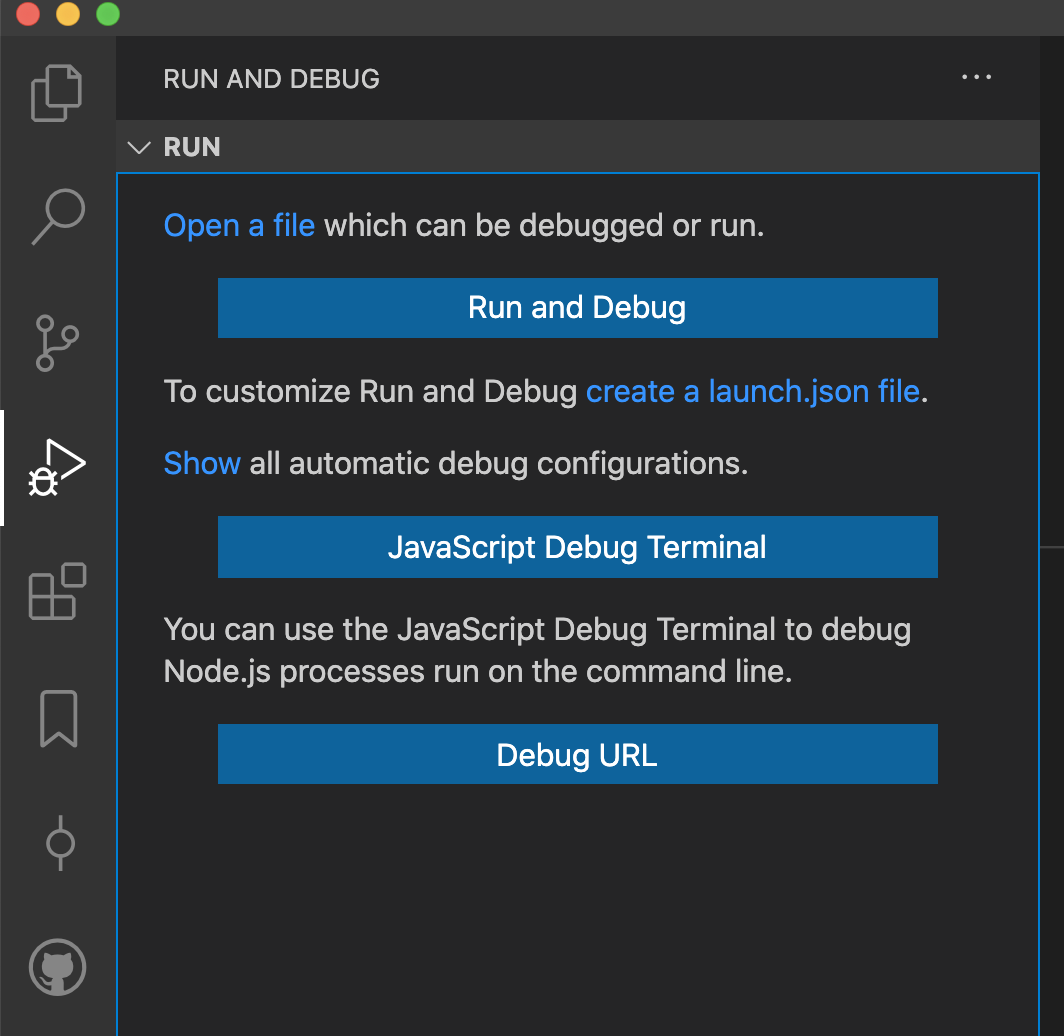 RUN AND DEBUG
RUN
Open a file which can be debugged or run.
Run and Debug
To customize Run and Debug create a launch.json file.
Show all automatic debug configurations.
JavaScript Debug Terminal
You can use the JavaScript Debug Terminal to debug
Node.js processes run on the command line.
Debug URL